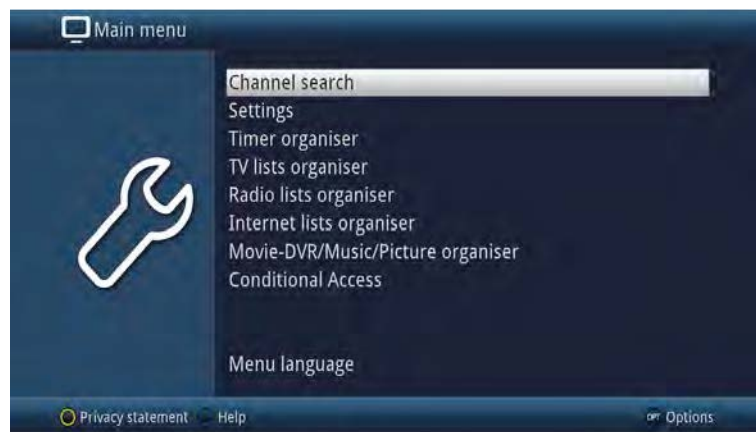 Main menu
Channel search
Settings
Timer organiser
TV lists organiser
Radio lists organiser
Internet lists organiser
Movie-DVR/Music/Picture organiser
Conditional Access
Menu language
Privacy statement Help OPT Options